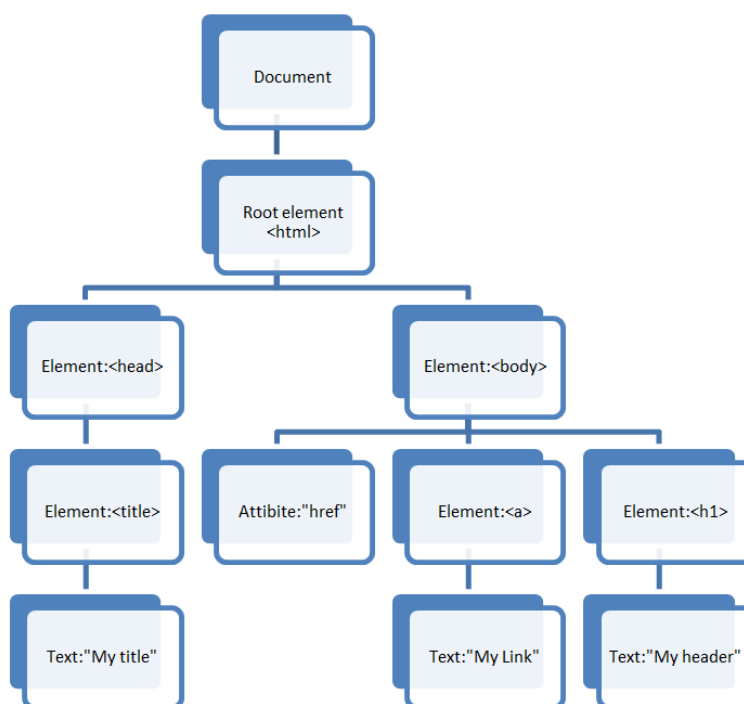 Document
Root element
<html>
Element:<head>
Element:<body>
Element:<title>
Attibite:"href"
Element:<a>
Element:<h1>
Text:"My title"
Text:"My Link"
Text:"My header"